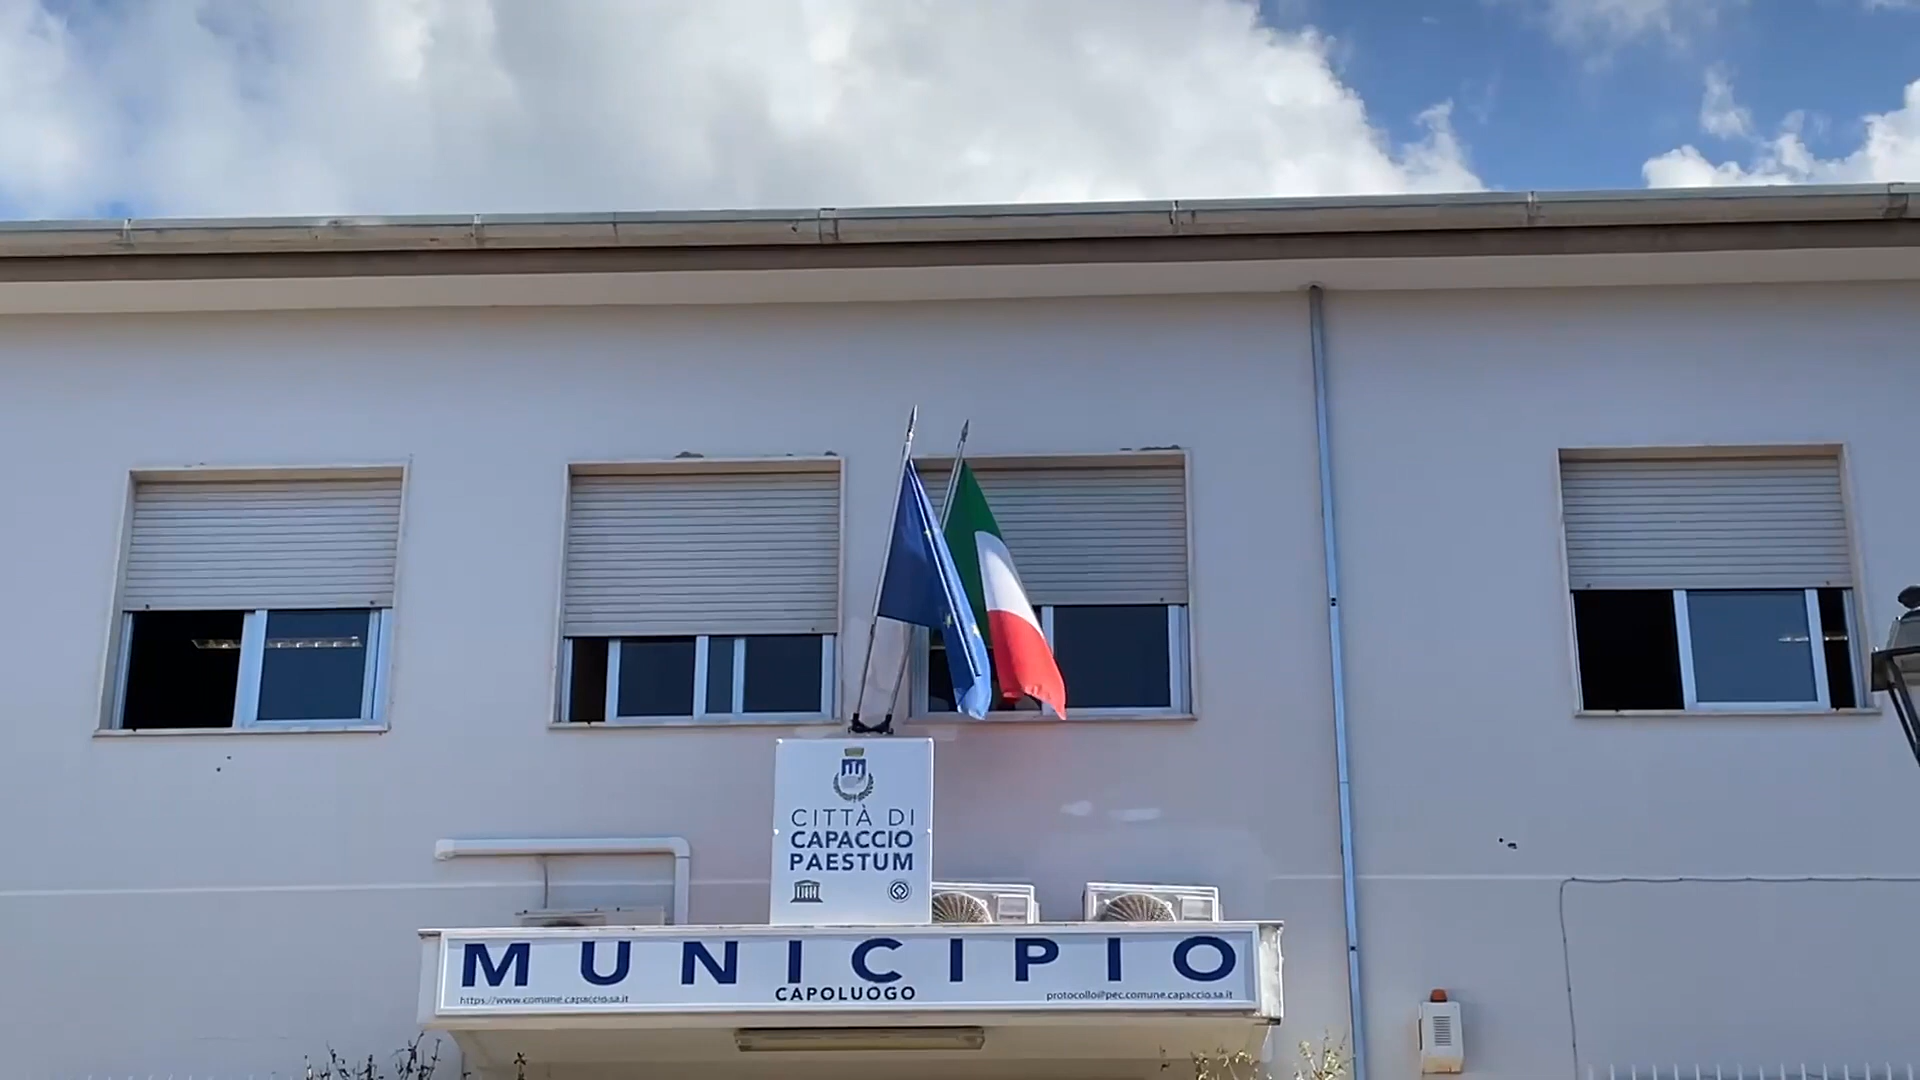 CITTÀ DI
CAPACCIO
PAESTUM
MUNICIPIO
CAPOLUOGO
https://www.comune.capaccio.sa.it
protocollo@pec.comune.capaccio.sa.it